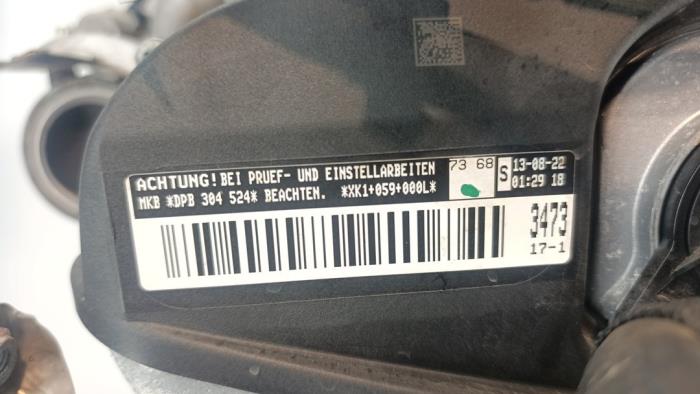 ACHTUNG! BEI PRUEF- UND EINSTELLARBEITEN
MKB *DPB 304 524* BEACHTEN. *XK1+059+000L*
73 68
S
13-08-22
01:29 18
3473
17-1